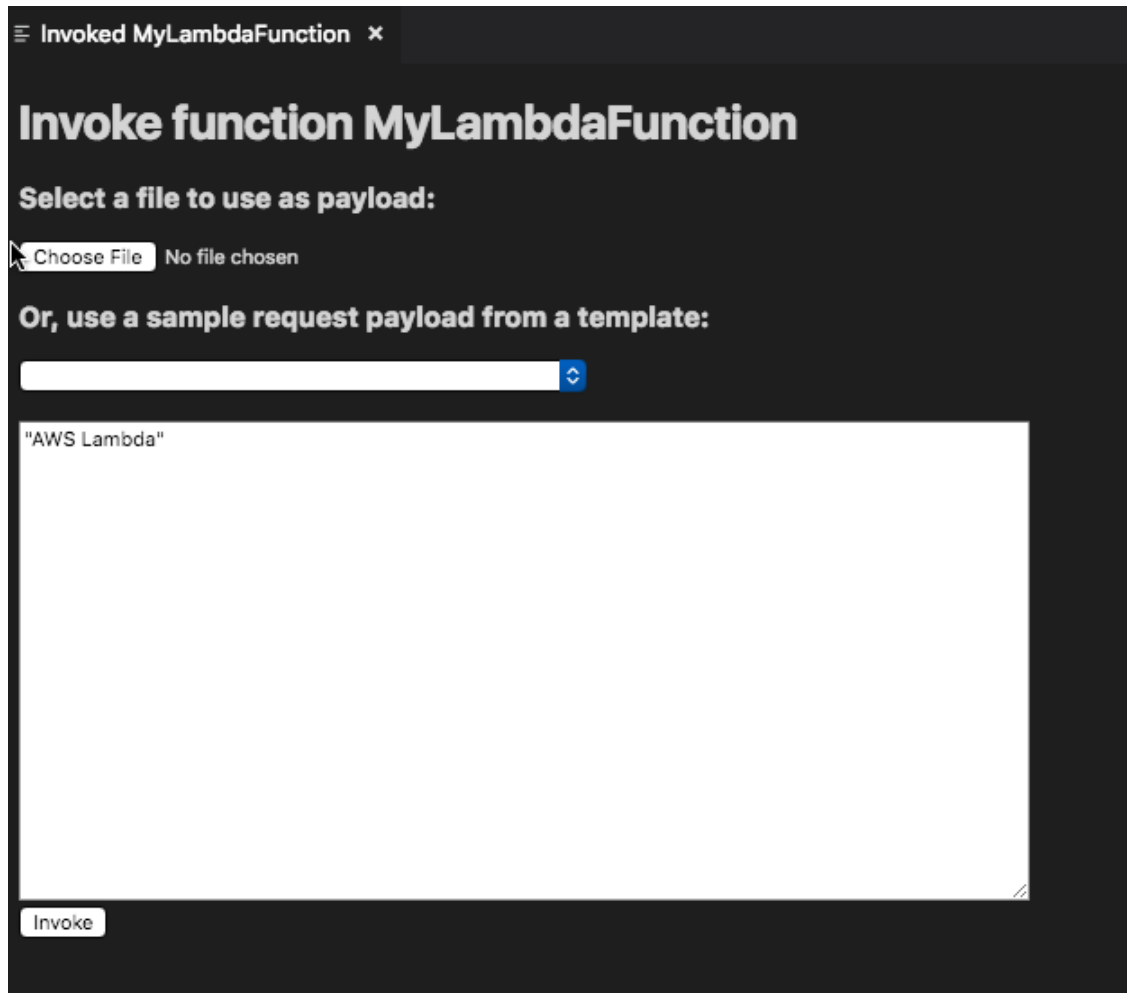 Invoked MyLambdaFunction
Invoke function MyLambdaFunction
Select a file to use as payload:
Choose File No file chosen
Or, use a sample request payload from a template:
"AWS Lambda"
Invoke